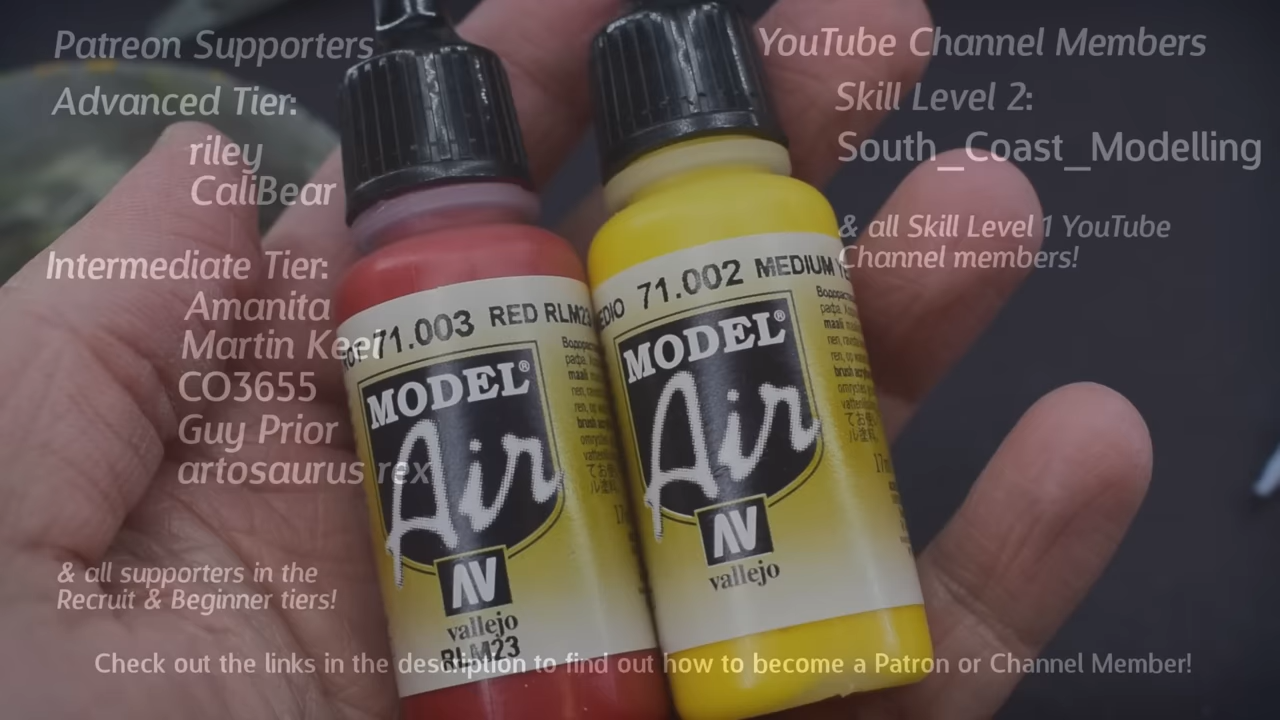 Patreon Supporters
Advanced Tier:
riley
CaliBear
Intermediate Tier:
Amanita
Martin Keel
CO3655
Guy Prior
artosaurus rex
& all supporters in the
Recruit & Beginner tiers!
YouTube Channel Members
Skill Level 2:
South_Coast_Modelling
& all Skill Level 1 YouTube
Channel members!
71.003 RED RLM23
MODEL®
Air
AV
vallejo
RLM23
71.002 MEDIUM
MODEL®
Air
AV
vallejo
Check out the links in the description to find out how to become a Patron or Channel Member!